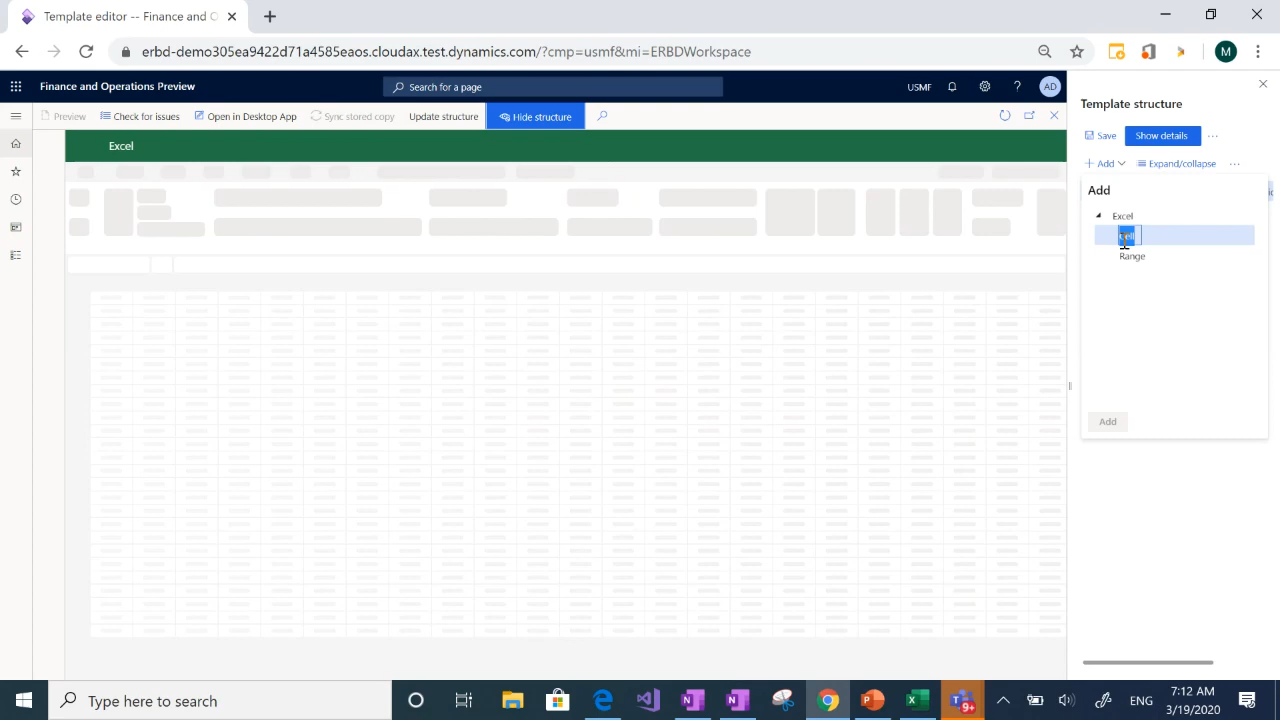 Template editor -- Finance and O
erbd-demo305ea9422d71a4585eaos.cloudax.test.dynamics.com/?cmp=usmf&mi=ERBDWorkspace
M
Finance and Operations Preview
Search for a page
USMF
?
AD
Preview
Check for issues
Open in Desktop App
Sync stored copy
Update structure
Hide structure
Excel
Template structure
Save
Show details
Add
Expand/collapse
Add
Excel
Range
Add
Type here to search
9+
ENG
7:12 AM
3/19/2020